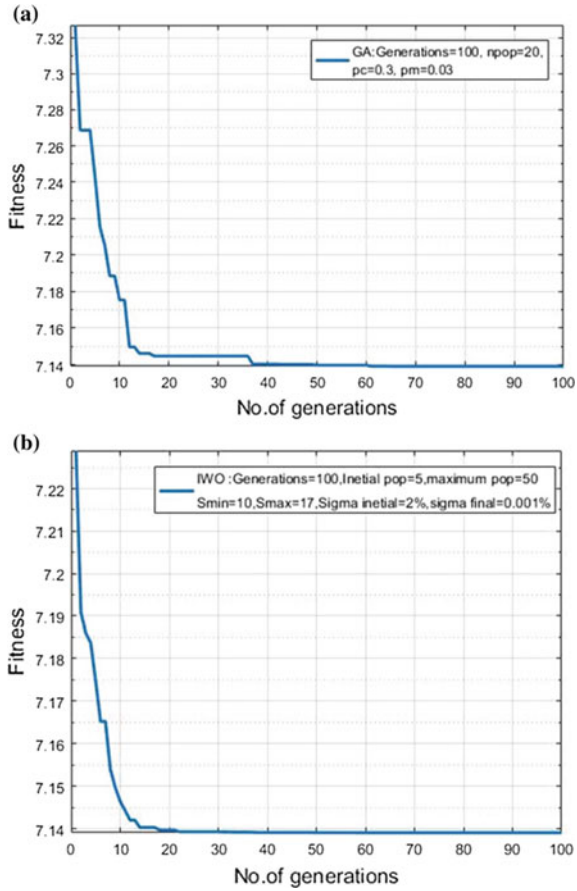 (a)
7.32
7.3
7.28
7.26
7.24
7.22
7.2
7.18
7.16
7.14
Fitness
GA:Generations=100, npop=20,
pc=0.3, pm=0.03
0 10 20 30 40 50 60 70 80 90 100
No.of generations
(b)
7.22
7.21
7.2
7.19
7.18
7.17
7.16
7.15
7.14
Fitness
IWO :Generations=100,Inetial pop=5,maximum pop=50
Smin=10,Smax=17,Sigma inetial=2%,sigma final=0.001%
0 10 20 30 40 50 60 70 80 90 100
No.of generations